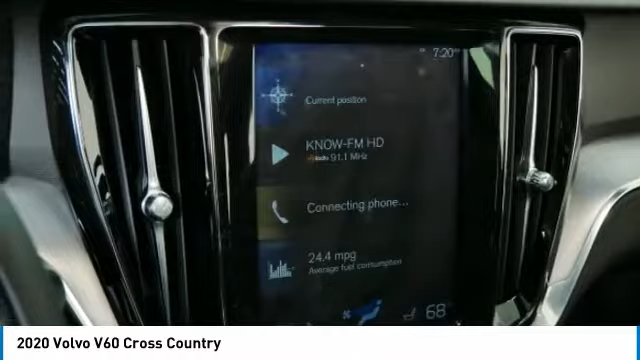 7:20
Current position
KNOW-FM HD
91.1 MHz
Connecting phone...
24.4 mpg
Average fuel consumption
68
2020 Volvo V60 Cross Country